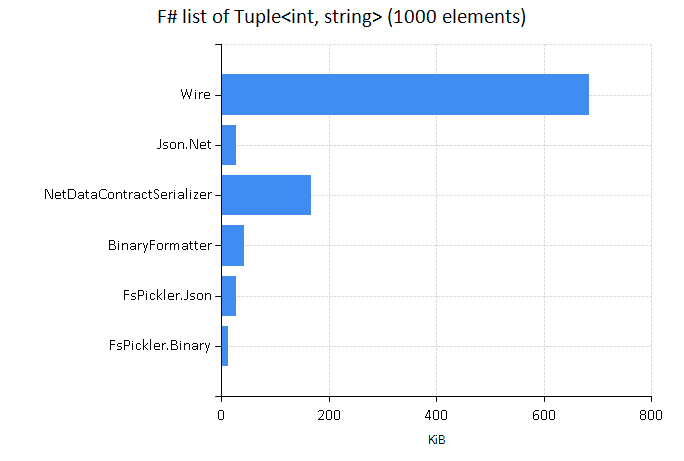 F# list of Tuple<int, string> (1000 elements)
Wire
Json.Net
NetDataContractSerializer
BinaryFormatter
FsPickler.Json
FsPickler.Binary
0 200 400 600 800
KiB